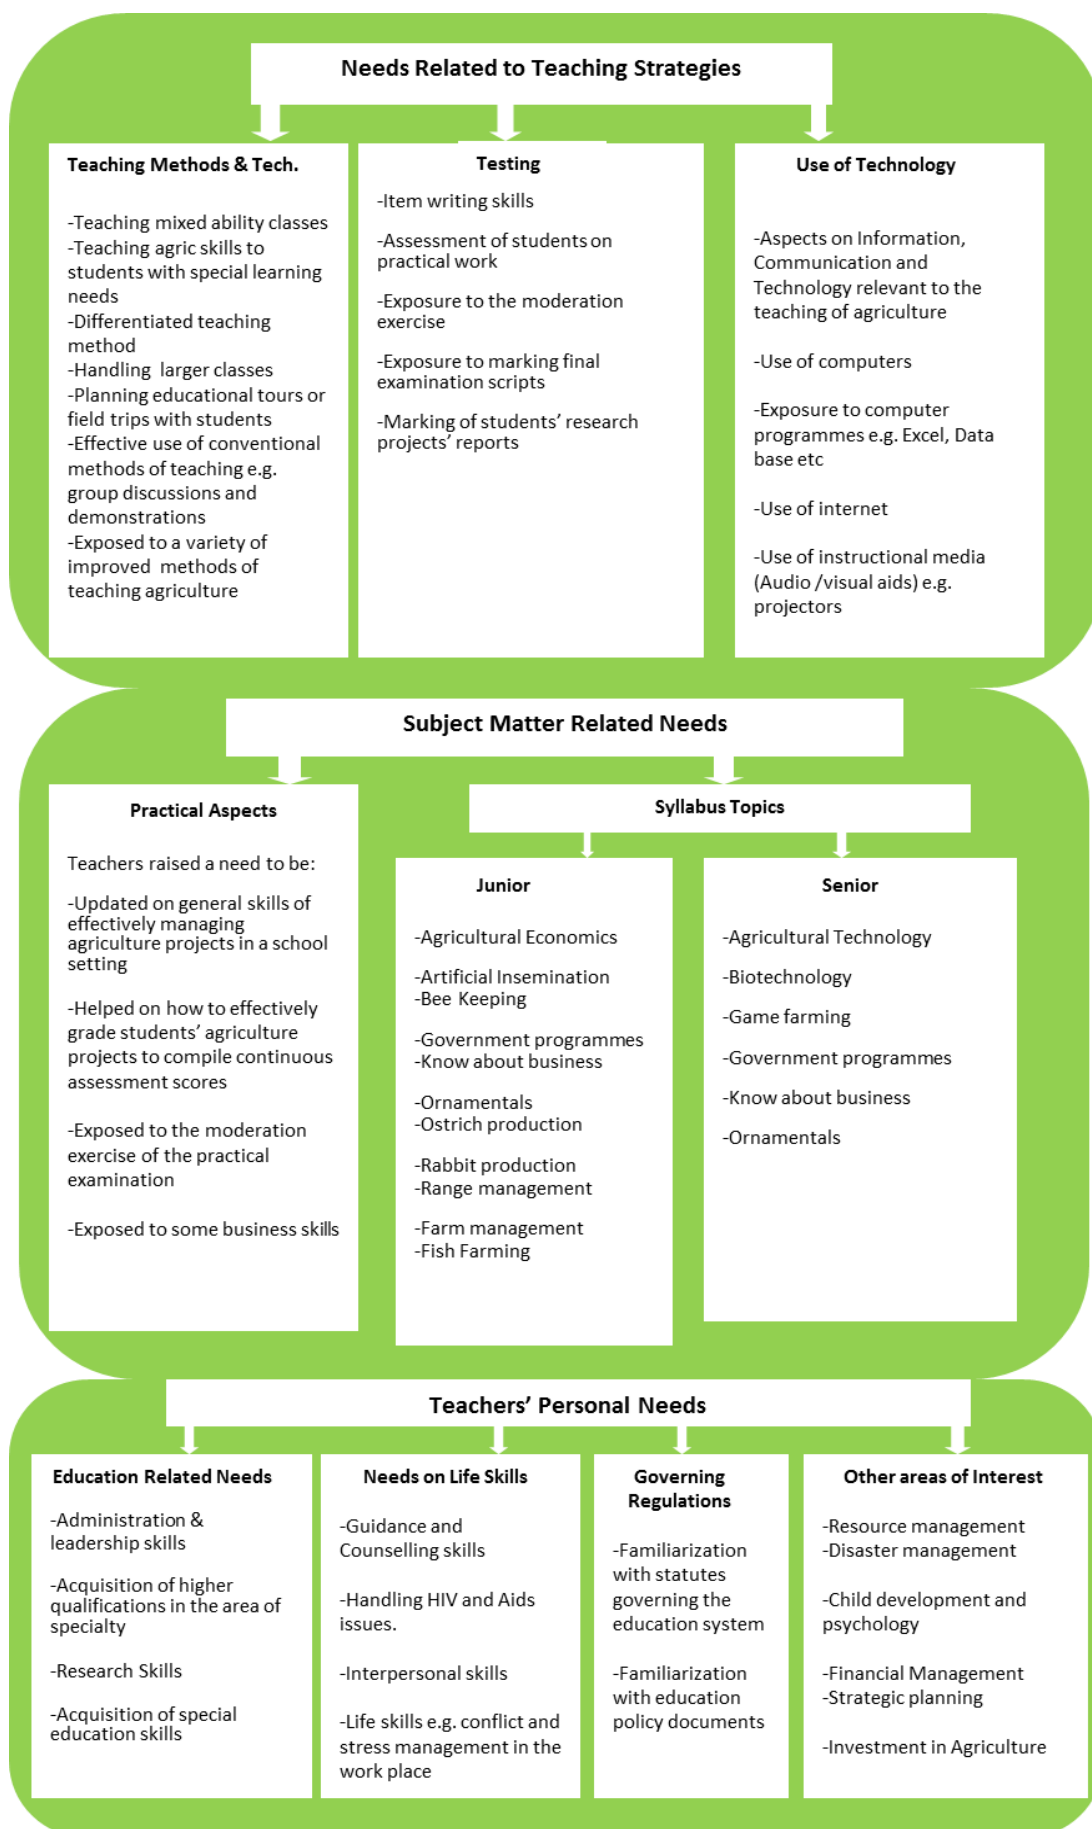 Needs Related to Teaching Strategies
Teaching Methods & Tech.
-Teaching mixed ability classes
-Teaching agric skills to
students with special learning
needs
-Differentiated teaching
method
-Handling larger classes
-Planning educational tours or
field trips with students
-Effective use of conventional
methods of teaching e.g.
group discussions and
demonstrations
-Exposed to a variety of
improved methods of
teaching agriculture
Testing
-Item writing skills
-Assessment of students on
practical work
-Exposure to the moderation
exercise
-Exposure to marking final
examination scripts
-Marking of students’ research
projects’ reports
Use of Technology
-Aspects on Information,
Communication and
Technology relevant to the
teaching of agriculture
-Use of computers
-Exposure to computer
programmes e.g. Excel, Data
base etc
-Use of internet
-Use of instructional media
(Audio /visual aids) e.g.
projectors
Subject Matter Related Needs
Practical Aspects
Teachers raised a need to be:
-Updated on general skills of
effectively managing
agriculture projects in a school
setting
-Helped on how to effectively
grade students’ agriculture
projects to compile continuous
assessment scores
-Exposed to the moderation
exercise of the practical
examination
-Exposed to some business skills
Syllabus Topics
Junior
-Agricultural Economics
-Artificial Insemination
-Bee Keeping
-Government programmes
-Know about business
-Ornamentals
-Ostrich production
-Rabbit production
-Range management
-Farm management
-Fish Farming
Senior
-Agricultural Technology
-Biotechnology
-Game farming
-Government programmes
-Know about business
-Ornamentals
Teachers’ Personal Needs
Education Related Needs
-Administration &
leadership skills
-Acquisition of higher
qualifications in the area of
specialty
-Research Skills
-Acquisition of special
education skills
Needs on Life Skills
-Guidance and
Counselling skills
-Handling HIV and Aids
issues.
-Interpersonal skills
-Life skills e.g. conflict and
stress management in the
work place
Governing
Regulations
-Familiarization
with statutes
governing the
education system
-Familiarization
with education
policy documents
Other areas of Interest
-Resource management
-Disaster management
-Child development and
psychology
-Financial Management
-Strategic planning
-Investment in Agriculture